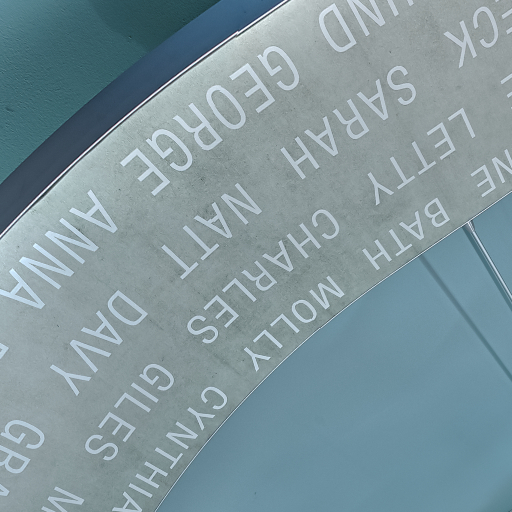 GEORGE ANNA
SARAH NATT DAVY
LETTY CHARLES GILES
BATH MOLLY CYNTHIA